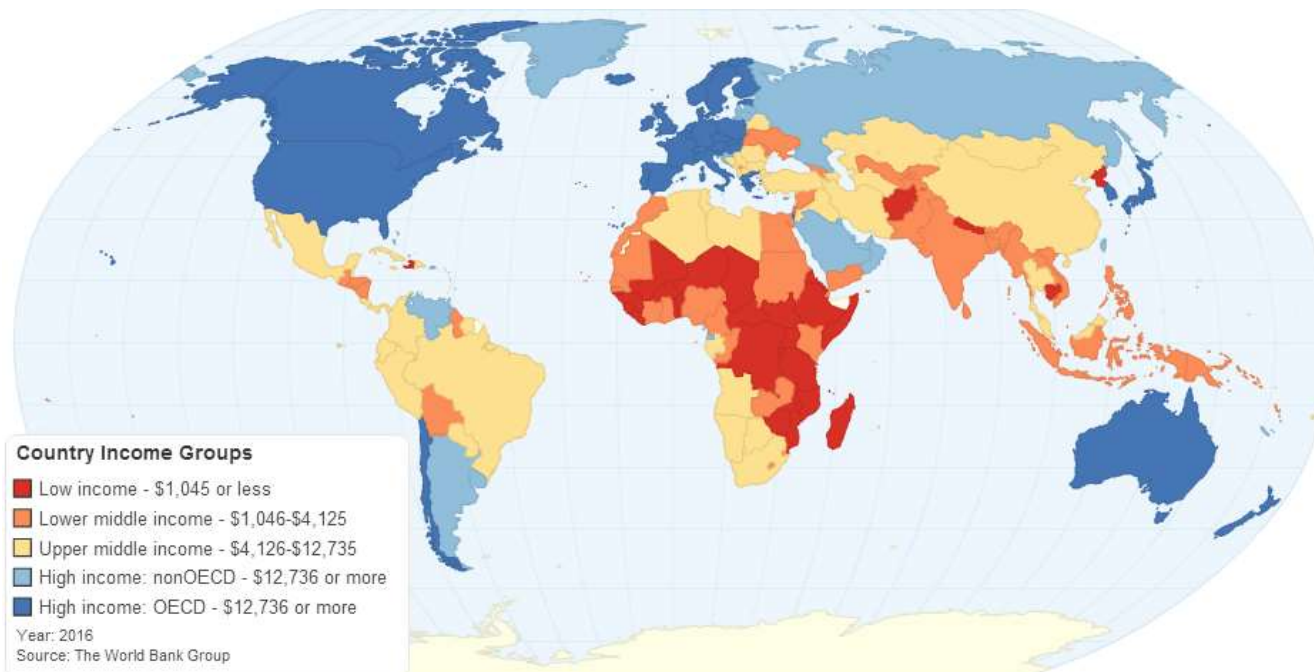 Country Income Groups
Low income - $1,045 or less
Lower middle income - $1,046-$4,125
Upper middle income - $4,126-$12,735
High income: nonOECD - $12,736 or more
High income: OECD - $12,736 or more
Year: 2016
Source: The World Bank Group